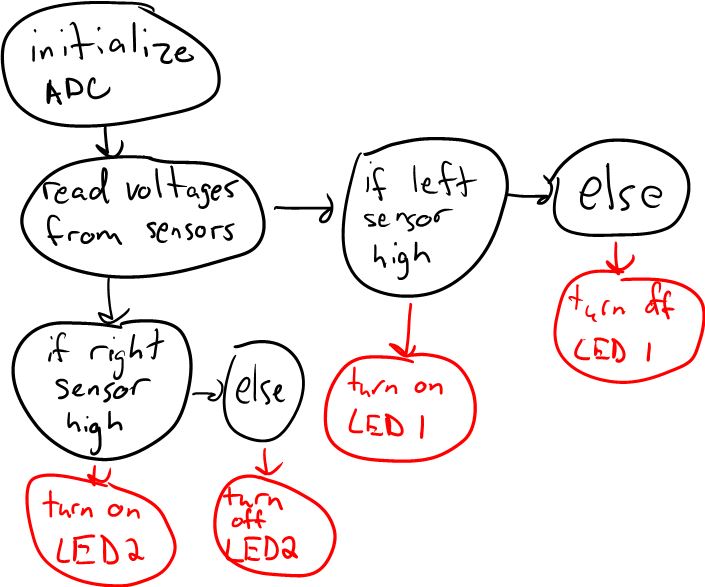 initialize
ADC
read voltages
from sensors
if left
sensor
high
else
turn off
LED 1
if right
sensor
high
else
turn on
LED 1
turn on
LED2
turn
off
LED2